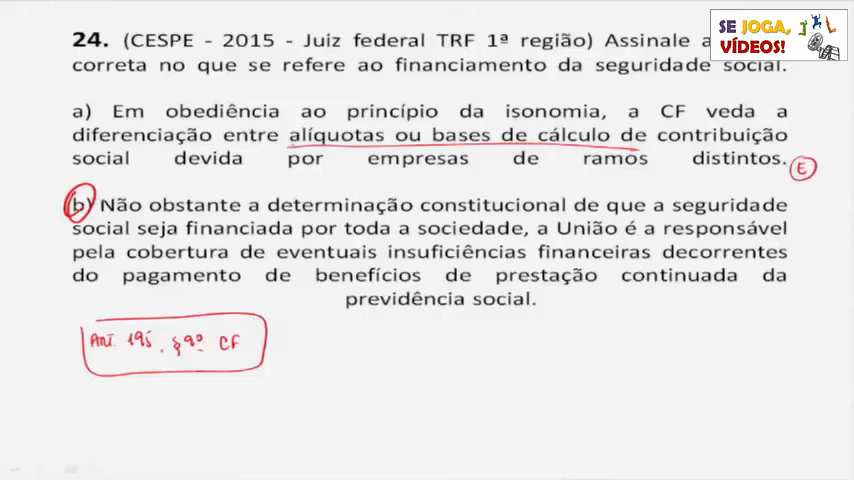 24. (CESPE - 2015 - Juiz federal TRF 1ª região) Assinale a
SE JOGA,
VÍDEOS!
correta no que se refere ao financiamento da seguridade social.
a) Em obediência ao princípio da isonomia, a CF veda a
diferenciação entre alíquotas ou bases de cálculo de contribuição
social devida por empresas de ramos distintos.
E
b) Não obstante a determinação constitucional de que a seguridade
social seja financiada por toda a sociedade, a União é a responsável
pela cobertura de eventuais insuficiências financeiras decorrentes
do pagamento de benefícios de prestação continuada da
previdência social.
ART. 195, §9º CF